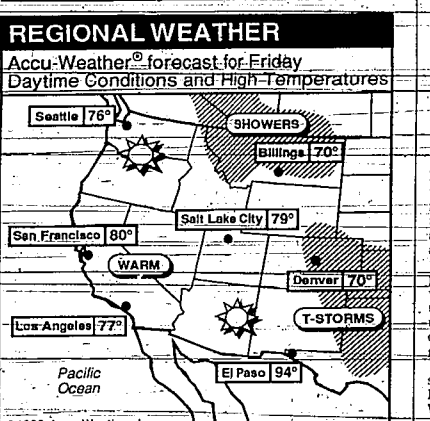 REGIONAL WEATHER
Accu-Weather® forecast for Friday
Daytime Conditions and High Temperatures
Seattle 76°
SHOWERS
Billings 70°
Salt Lake City 79°
San Francisco 80°
WARM
Denver 70°
Los Angeles 77°
T-STORMS
El Paso 94°
Pacific
Ocean